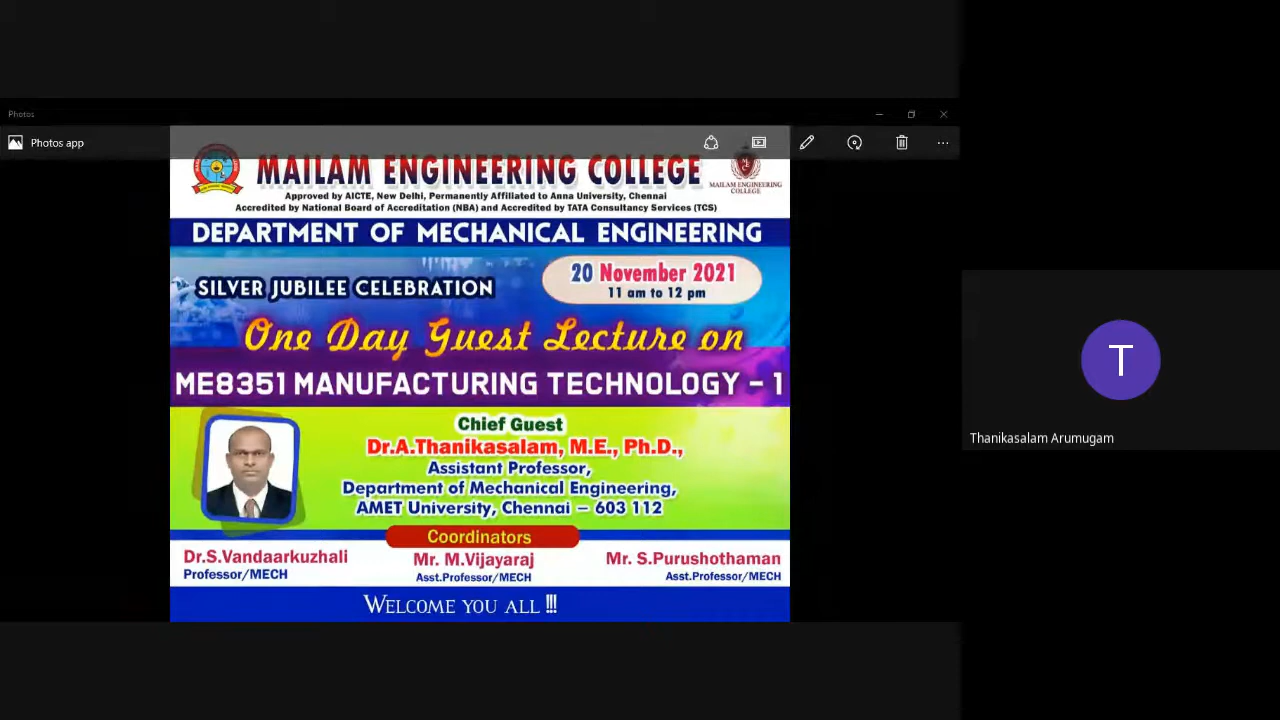 Photos
Photos app
MAILAM ENGINEERING COLLEGE
MAILAM ENGINEERING
COLLEGE
Approved by AICTE, New Delhi, Permanently Affiliated to Anna University, Chennai
Accredited by National Board of Accreditation (NBA) and Accredited by TATA Consultancy Services (TCS)
DEPARTMENT OF MECHANICAL ENGINEERING
SILVER JUBILEE CELEBRATION
20 November 2021
11 am to 12 pm
One Day Guest Lecture on
ME8351 MANUFACTURING TECHNOLOGY - 1
Chief Guest
Dr.A.Thanikasalam, M.E., Ph.D.,
Assistant Professor,
Department of Mechanical Engineering,
AMET University, Chennai – 603 112
Coordinators
Dr.S.Vandaarkuzhali
Professor/MECH
Mr. M.Vijayaraj
Asst.Professor/MECH
Mr. S.Purushothaman
Asst.Professor/MECH
WELCOME YOU ALL !!!
T
Thanikasalam Arumugam